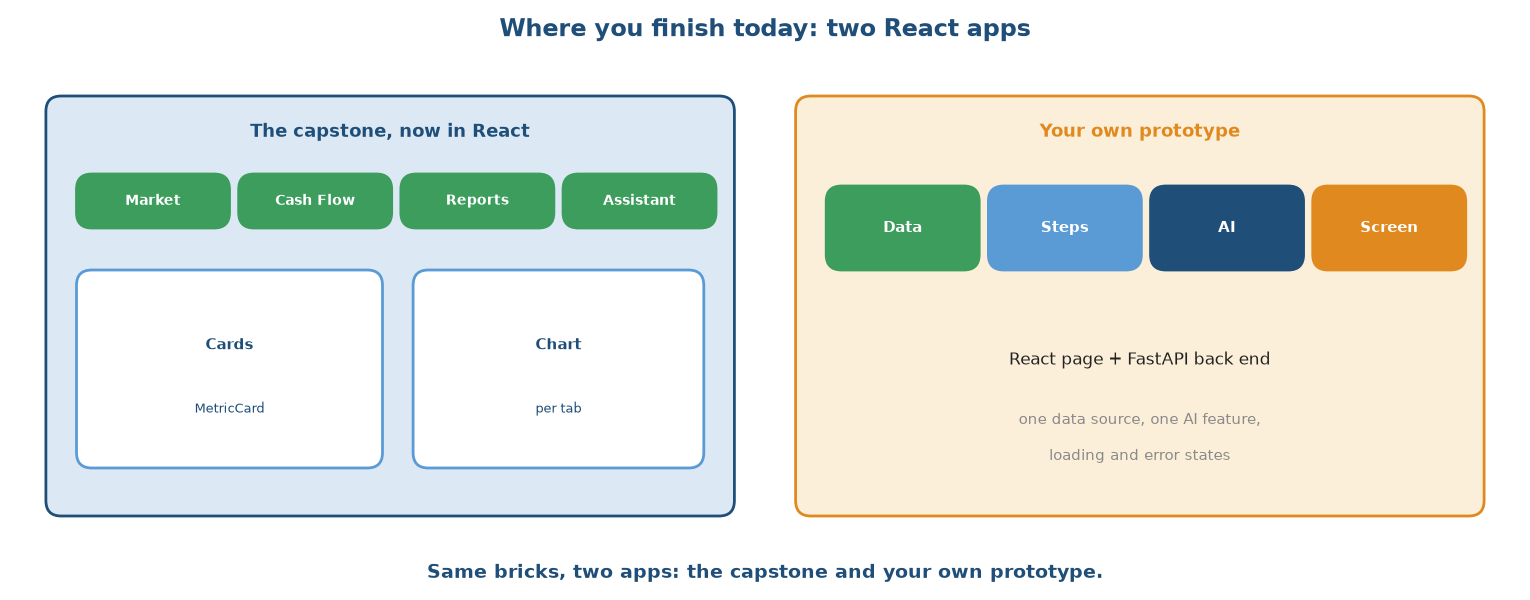 Where you finish today: two React apps
The capstone, now in React
Market
Cash Flow
Reports
Assistant
Cards
MetricCard
Chart
per tab
Your own prototype
Data
Steps
AI
Screen
React page + FastAPI back end
one data source, one AI feature,
loading and error states
Same bricks, two apps: the capstone and your own prototype.